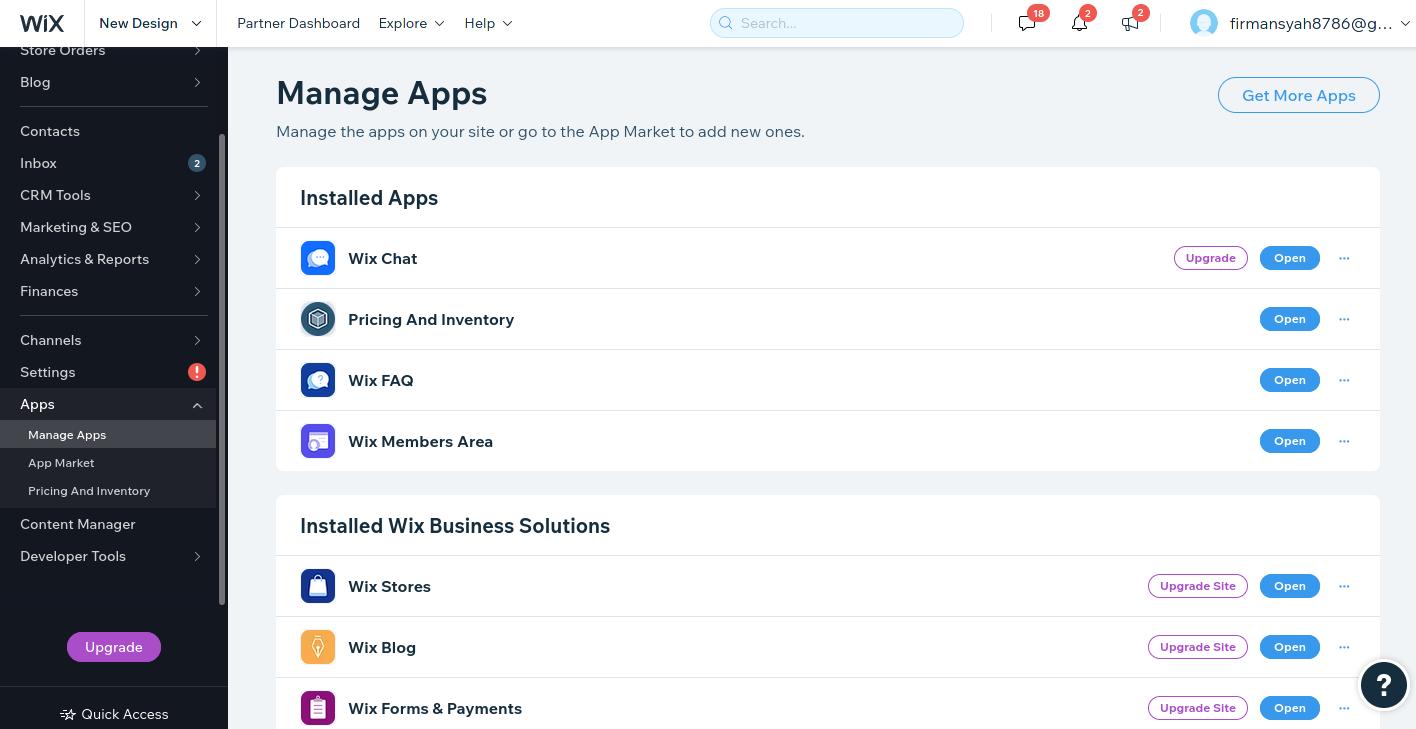 WiX
New Design
Partner Dashboard
Explore
Help
Search...
18
2
2
firmansyah8786@g...
Store Orders
Blog
Contacts
Inbox
2
CRM Tools
Marketing & SEO
Analytics & Reports
Finances
Channels
Settings
!
Apps
Manage Apps
App Market
Pricing And Inventory
Content Manager
Developer Tools
Upgrade
Quick Access
Manage Apps
Get More Apps
Manage the apps on your site or go to the App Market to add new ones.
Installed Apps
Wix Chat
Upgrade
Open
...
Pricing And Inventory
Open
...
Wix FAQ
Open
...
Wix Members Area
Open
...
Installed Wix Business Solutions
Wix Stores
Upgrade Site
Open
...
Wix Blog
Upgrade Site
Open
...
Wix Forms & Payments
Upgrade Site
Open
...
?